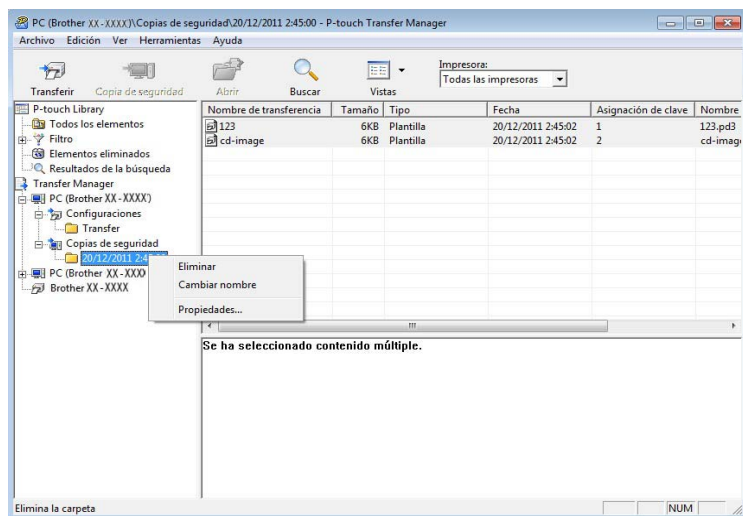 PC (Brother XX-XXXX)\Copias de seguridad\20/12/2011 2:45:00 - P-touch Transfer Manager
Archivo Edición Ver Herramientas Ayuda
Transferir Copia de seguridad Abrir Buscar Vistas
Impresora:
Todas las impresoras
P-touch Library
Todos los elementos
Filtro
Elementos eliminados
Resultados de la búsqueda
Transfer Manager
PC (Brother XX-XXXX)
Configuraciones
Transfer
Copias de seguridad
20/12/2011 2:4
PC (Brother XX-XXX
Brother XX-XXXX
Eliminar
Cambiar nombre
Propiedades...
Nombre de transferencia Tamaño Tipo Fecha Asignación de clave Nombre
123 6KB Plantilla 20/12/2011 2:45:02 1 123.pd3
cd-image 6KB Plantilla 20/12/2011 2:45:02 2 cd-imag
Se ha seleccionado contenido múltiple.
Elimina la carpeta NUM